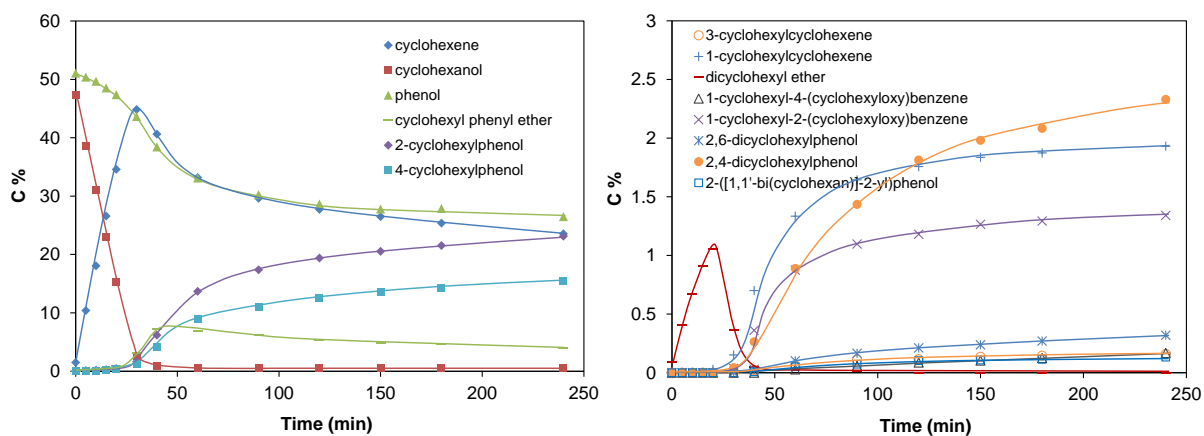 60
50
40
30
20
10
0
C %
0
50
100
150
200
250
Time (min)
cyclohexene
cyclohexanol
phenol
cyclohexyl phenyl ether
2-cyclohexylphenol
4-cyclohexylphenol
3
2.5
2
1.5
1
0.5
0
C %
0
50
100
150
200
250
Time (min)
3-cyclohexylcyclohexene
1-cyclohexylcyclohexene
dicyclohexyl ether
1-cyclohexyl-4-(cyclohexyloxy)benzene
1-cyclohexyl-2-(cyclohexyloxy)benzene
2,6-dicyclohexylphenol
2,4-dicyclohexylphenol
2-([1,1'-bi(cyclohexan)]-2-yl)phenol